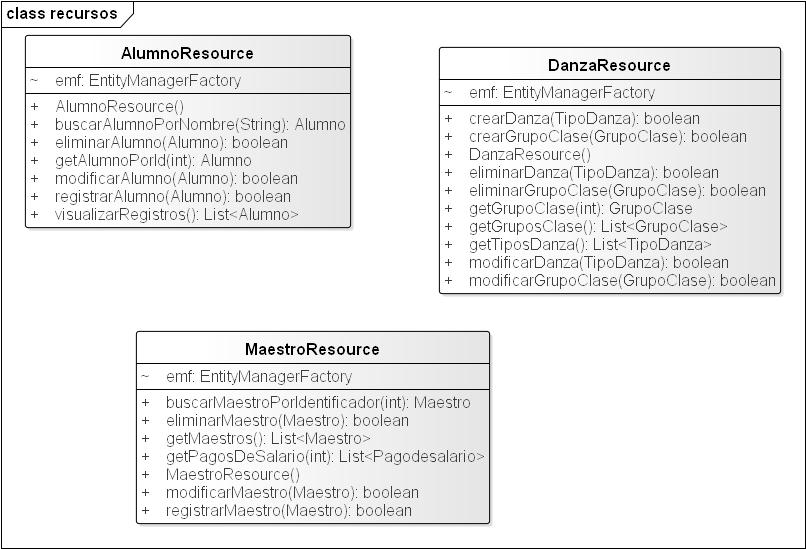 class recursos
AlumnoResource
~ emf: EntityManagerFactory
+ AlumnoResource()
+ buscarAlumnoPorNombre(String): Alumno
+ eliminarAlumno(Alumno): boolean
+ getAlumnoPorId(int): Alumno
+ modificarAlumno(Alumno): boolean
+ registrarAlumno(Alumno): boolean
+ visualizarRegistros(): List<Alumno>
DanzaResource
~ emf: EntityManagerFactory
+ crearDanza(TipoDanza): boolean
+ crearGrupoClase(GrupoClase): boolean
+ DanzaResource()
+ eliminarDanza(TipoDanza): boolean
+ eliminarGrupoClase(GrupoClase): boolean
+ getGrupoClase(int): GrupoClase
+ getGruposClase(): List<GrupoClase>
+ getTiposDanza(): List<TipoDanza>
+ modificarDanza(TipoDanza): boolean
+ modificarGrupoClase(GrupoClase): boolean
MaestroResource
~ emf: EntityManagerFactory
+ buscarMaestroPorIdentificador(int): Maestro
+ eliminarMaestro(Maestro): boolean
+ getMaestros(): List<Maestro>
+ getPagosDeSalario(int): List<Pagodesalario>
+ MaestroResource()
+ modificarMaestro(Maestro): boolean
+ registrarMaestro(Maestro): boolean